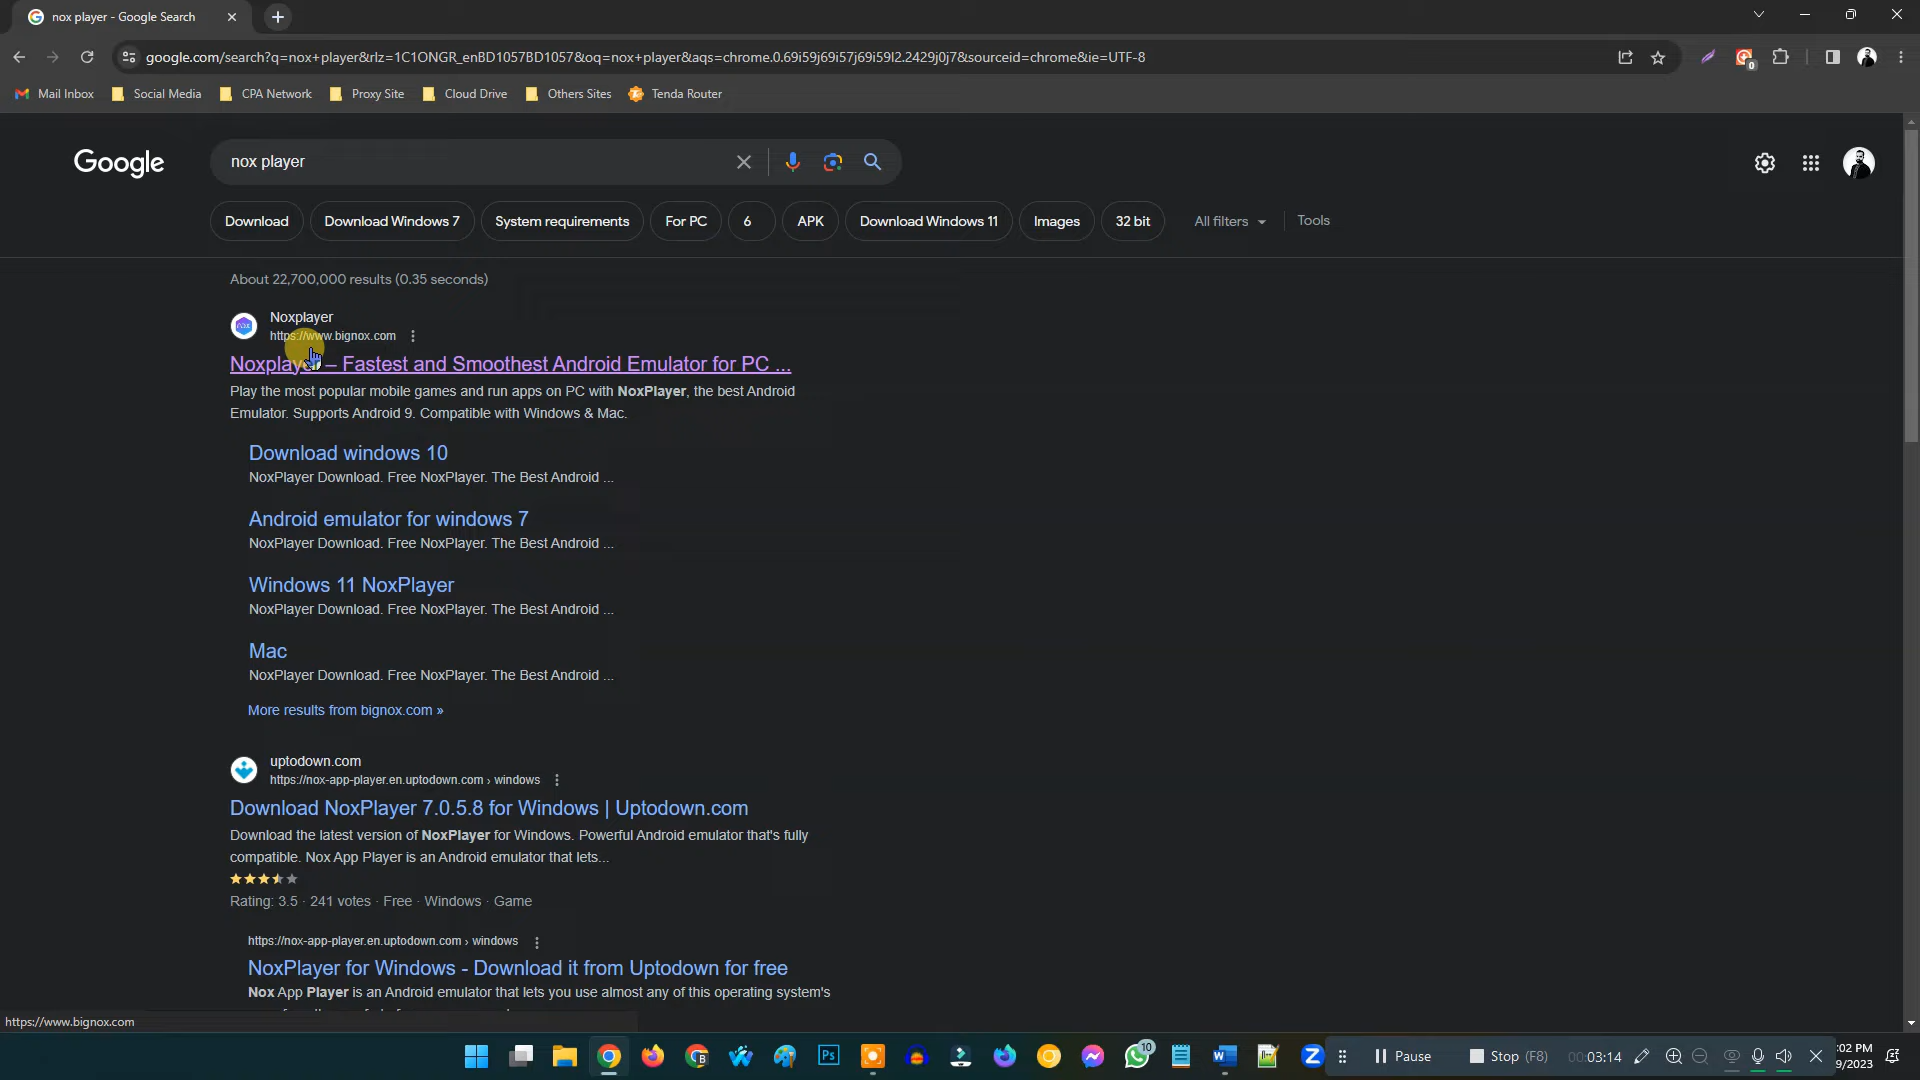 nox player - Google Search
google.com/search?q=nox+player&rlz=1C1ONGR_enBD1057BD1057&oq=nox+player&aqs=chrome.0.69i59j69i57j69i59l2.2429j0j7&sourceid=chrome&ie=UTF-8
0
Mail Inbox Social Media CPA Network Proxy Site Cloud Drive Others Sites Tenda Router
Google nox player
Download Download Windows 7 System requirements For PC 6 APK Download Windows 11 Images 32 bit All filters Tools
About 22,700,000 results (0.35 seconds)
Noxplayer
https://www.bignox.com
Noxplayer – Fastest and Smoothest Android Emulator for PC ...
Play the most popular mobile games and run apps on PC with NoxPlayer, the best Android
Emulator. Supports Android 9. Compatible with Windows & Mac.
Download windows 10
NoxPlayer Download. Free NoxPlayer. The Best Android ...
Android emulator for windows 7
NoxPlayer Download. Free NoxPlayer. The Best Android ...
Windows 11 NoxPlayer
NoxPlayer Download. Free NoxPlayer. The Best Android ...
Mac
NoxPlayer Download. Free NoxPlayer. The Best Android ...
More results from bignox.com »
uptodown.com
https://nox-app-player.en.uptodown.com › windows
Download NoxPlayer 7.0.5.8 for Windows | Uptodown.com
Download the latest version of NoxPlayer for Windows. Powerful Android emulator that's fully
compatible. Nox App Player is an Android emulator that lets...
Rating: 3.5 · 241 votes · Free · Windows · Game
https://nox-app-player.en.uptodown.com › windows
NoxPlayer for Windows - Download it from Uptodown for free
Nox App Player is an Android emulator that lets you use almost any of this operating system's
https://www.bignox.com
Ps 10 Pause Stop (F8) 00:03:14 :02 PM
9/2023